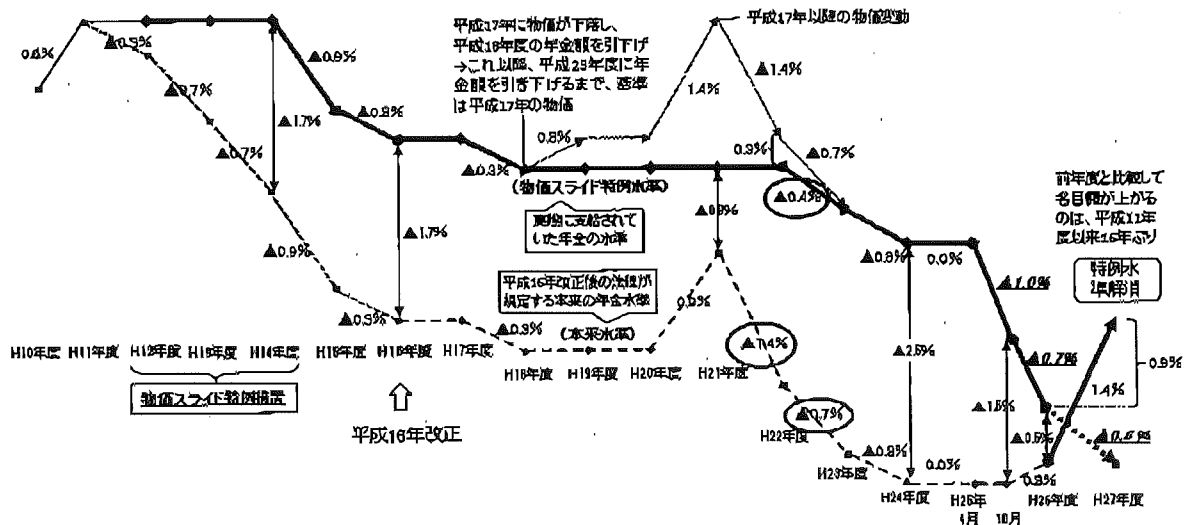 平成17年に物価が下落し、
平成18年度の年金額を引下げ
→これ以降、平成23年度に年
金額を引き下げるまで、基準
は平成17年の物価
平成17年以降の物価変動
0.6%
▲0.3%
▲0.7%
▲0.7%
▲1.7%
▲0.9%
▲0.9%
▲0.3%
▲1.7%
▲0.3%
▲0.3%
0.3%
1.4%
▲1.4%
0.3%
▲0.7%
▲0.4%
(物価スライド特例水準)
実際に支給されて
いた年金の水準
平成16年改正後の法律が
規定する本来の年金水準
(本来水準)
▲0.3%
▲1.4%
▲0.7%
0.0%
▲2.5%
0.0%
▲1.0%
▲0.7%
▲1.5%
▲0.5%
0.3%
1.4%
0.9%
前年度と比較して
名目額が上がる
のは、平成11年
度以来16年ぶり
特例水
準解消
H10年度
H11年度
H12年度
H13年度
H14年度
H15年度
H16年度
H17年度
H18年度
H19年度
H20年度
H21年度
H22年度
H23年度
H24年度
H25年
4月
10月
H26年度
H27年度
物価スライド特例措置
平成16年改正